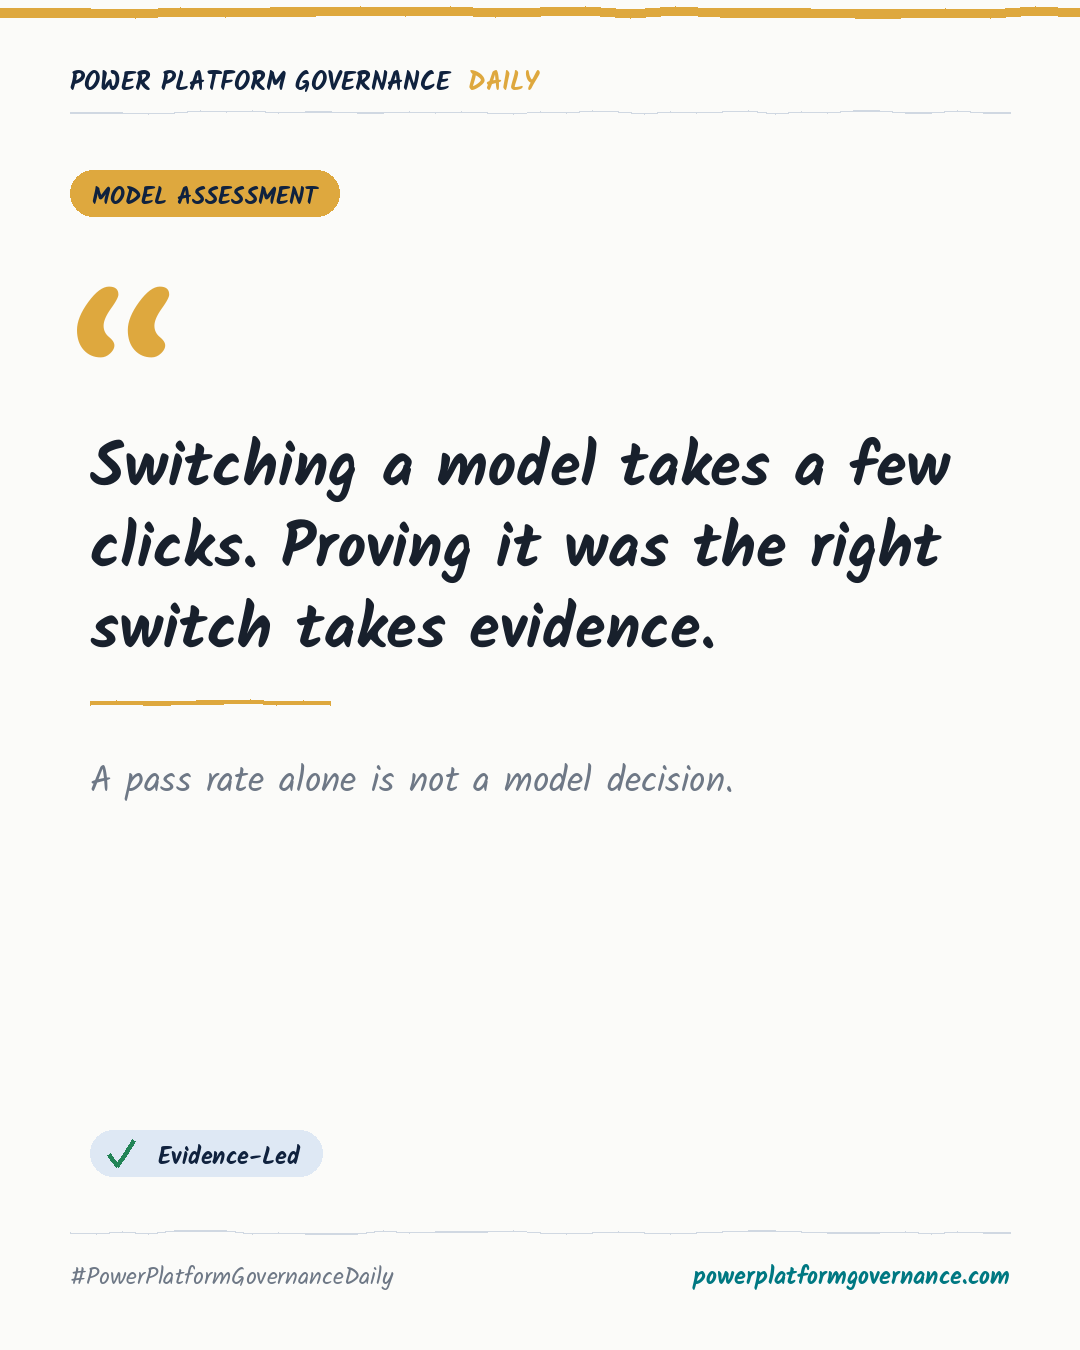 POWER PLATFORM GOVERNANCE DAILY
MODEL ASSESSMENT
“
Switching a model takes a few
clicks. Proving it was the right
switch takes evidence.
A pass rate alone is not a model decision.
✓ Evidence-Led
#PowerPlatformGovernanceDaily
powerplatformgovernance.com